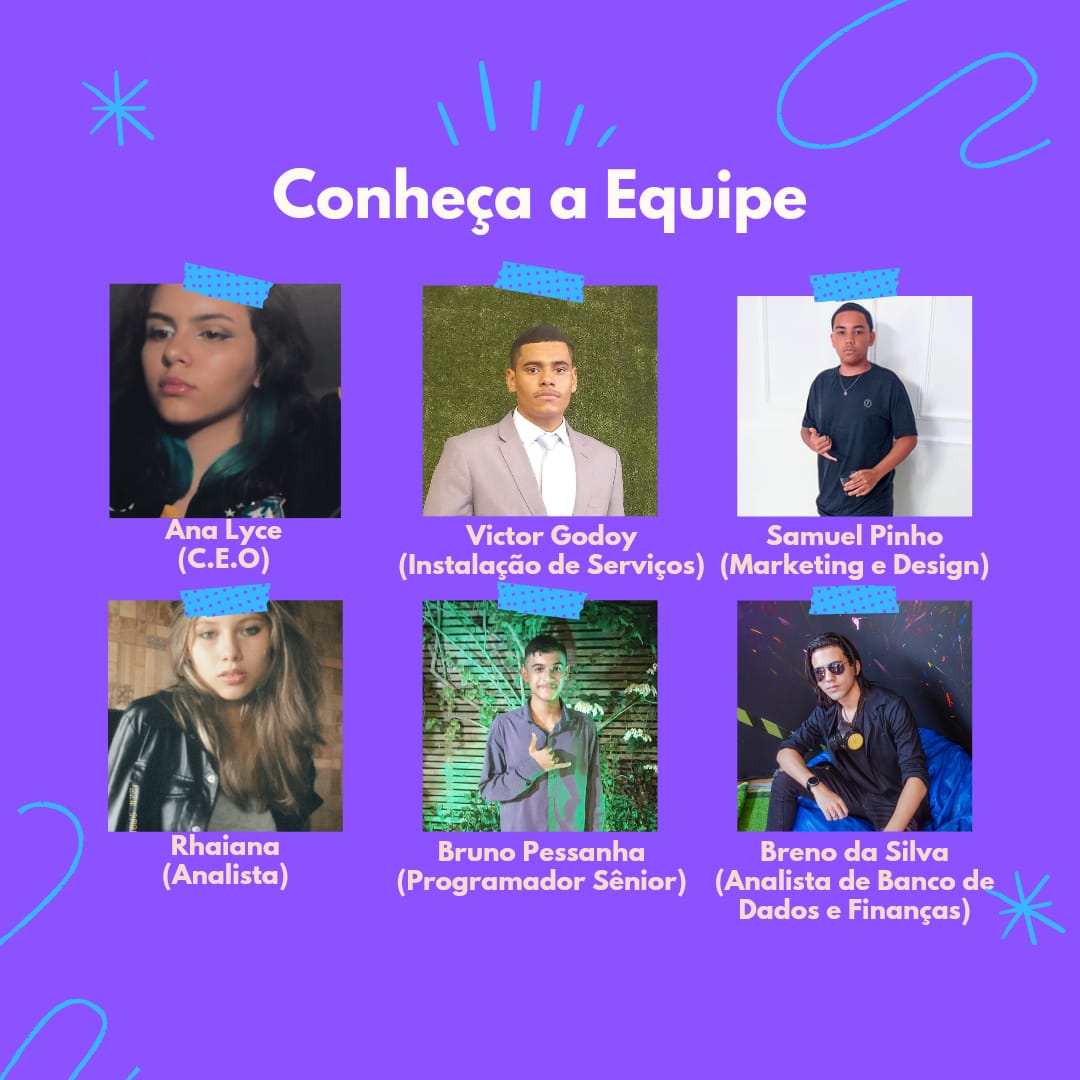 Conheça a Equipe
Ana Lyce
(C.E.O)
Victor Godoy
(Instalação de Serviços)
Samuel Pinho
(Marketing e Design)
Rhaiana
(Analista)
Bruno Pessanha
(Programador Sênior)
Breno da Silva
(Analista de Banco de
Dados e Finanças)